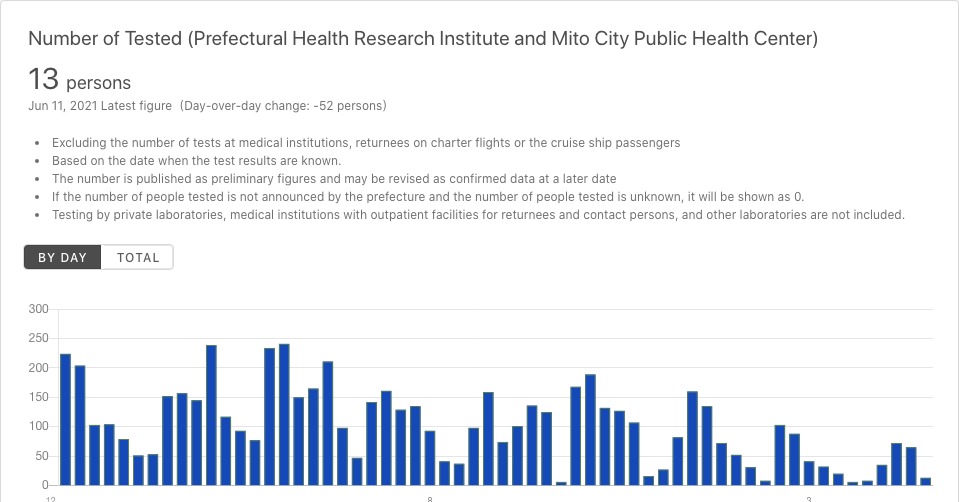 Number of Tested (Prefectural Health Research Institute and Mito City Public Health Center)
13 persons
Jun 11, 2021 Latest figure (Day-over-day change: -52 persons)
• Excluding the number of tests at medical institutions, returnees on charter flights or the cruise ship passengers
• Based on the date when the test results are known.
• The number is published as preliminary figures and may be revised as confirmed data at a later date
• If the number of people tested is not announced by the prefecture and the number of people tested is unknown, it will be shown as 0.
• Testing by private laboratories, medical institutions with outpatient facilities for returnees and contact persons, and other laboratories are not included.
BY DAY TOTAL
300
250
200
150
100
50
0
12 8 3